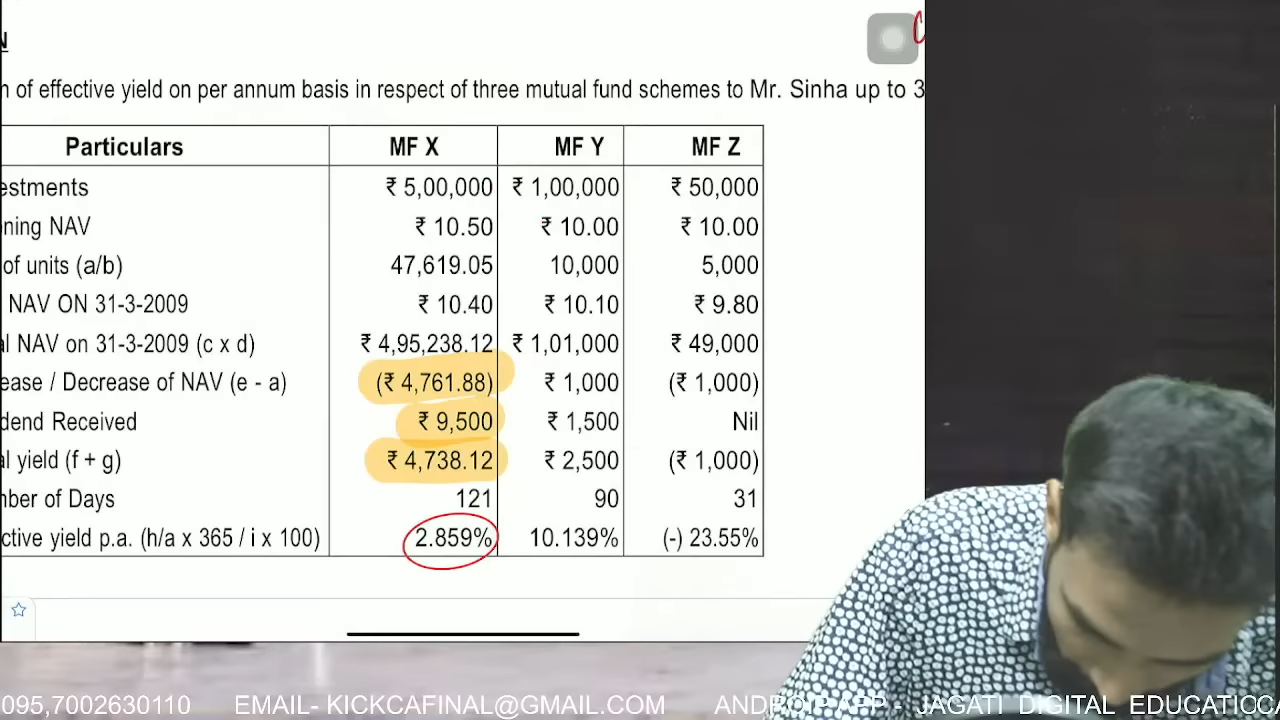 N
n of effective yield on per annum basis in respect of three mutual fund schemes to Mr. Sinha up to 3
Particulars MF X MF Y MF Z
estments ₹ 5,00,000 ₹ 1,00,000 ₹ 50,000
ening NAV ₹ 10.50 ₹ 10.00 ₹ 10.00
of units (a/b) 47,619.05 10,000 5,000
NAV ON 31-3-2009 ₹ 10.40 ₹ 10.10 ₹ 9.80
al NAV on 31-3-2009 (c x d) ₹ 4,95,238.12 ₹ 1,01,000 ₹ 49,000
ease / Decrease of NAV (e - a) (₹ 4,761.88) ₹ 1,000 (₹ 1,000)
dend Received ₹ 9,500 ₹ 1,500 Nil
al yield (f + g) ₹ 4,738.12 ₹ 2,500 (₹ 1,000)
nber of Days 121 90 31
ctive yield p.a. (h/a x 365 / i x 100) 2.859% 10.139% (-) 23.55%
095,7002630110 EMAIL- KICKCAFINAL@GMAIL.COM ANDROID APP - JAGATI DIGITAL EDUCATIO